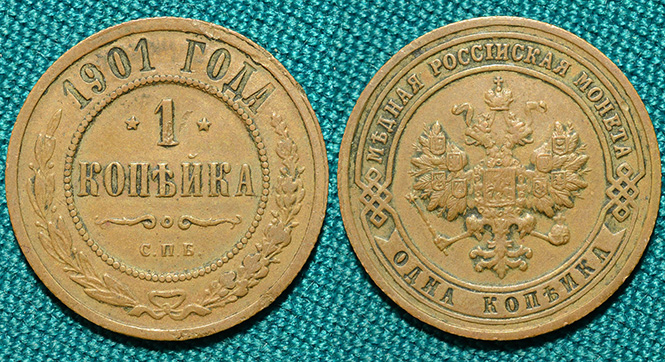 1901 ГОДА
1
КОПѢЙКА
С.П.Б.
МѢДНАЯ РОССIЙСКАЯ МОНЕТА
ОДНА КОПѢЙКА